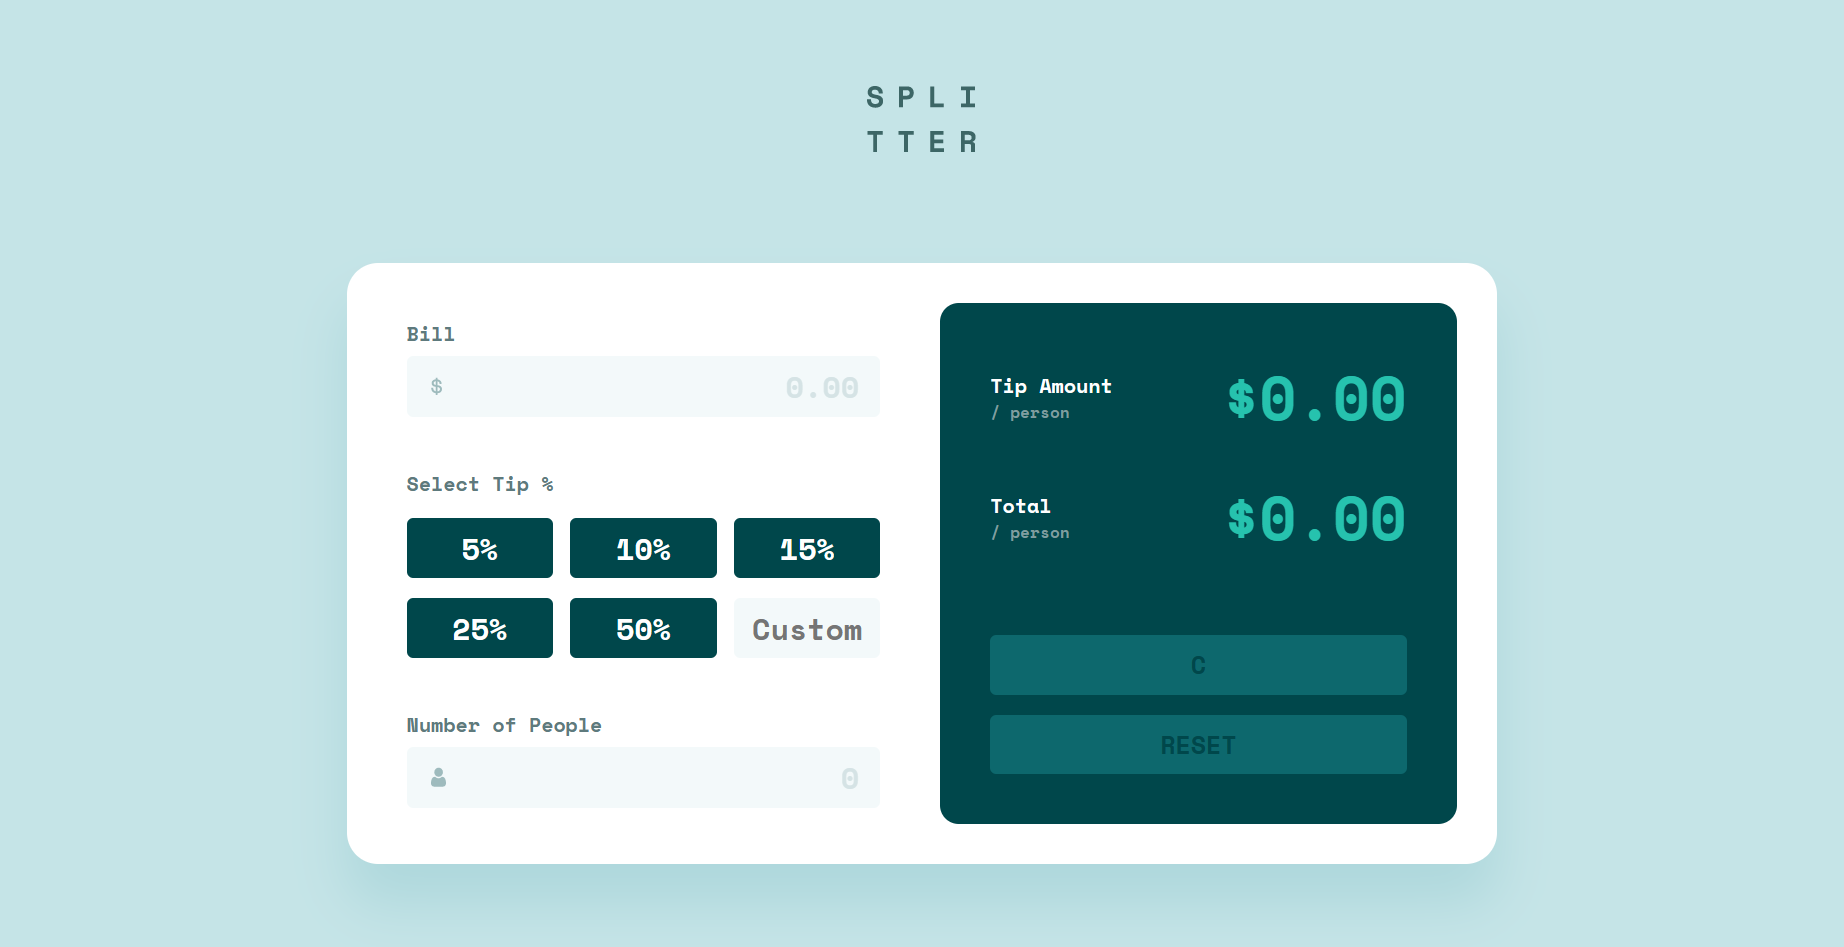 S P L I
T T E R
Bill
$ 0.00
Select Tip %
5% 10% 15%
25% 50% Custom
Number of People
0
Tip Amount
/ person
$0.00
Total
/ person
$0.00
C
RESET